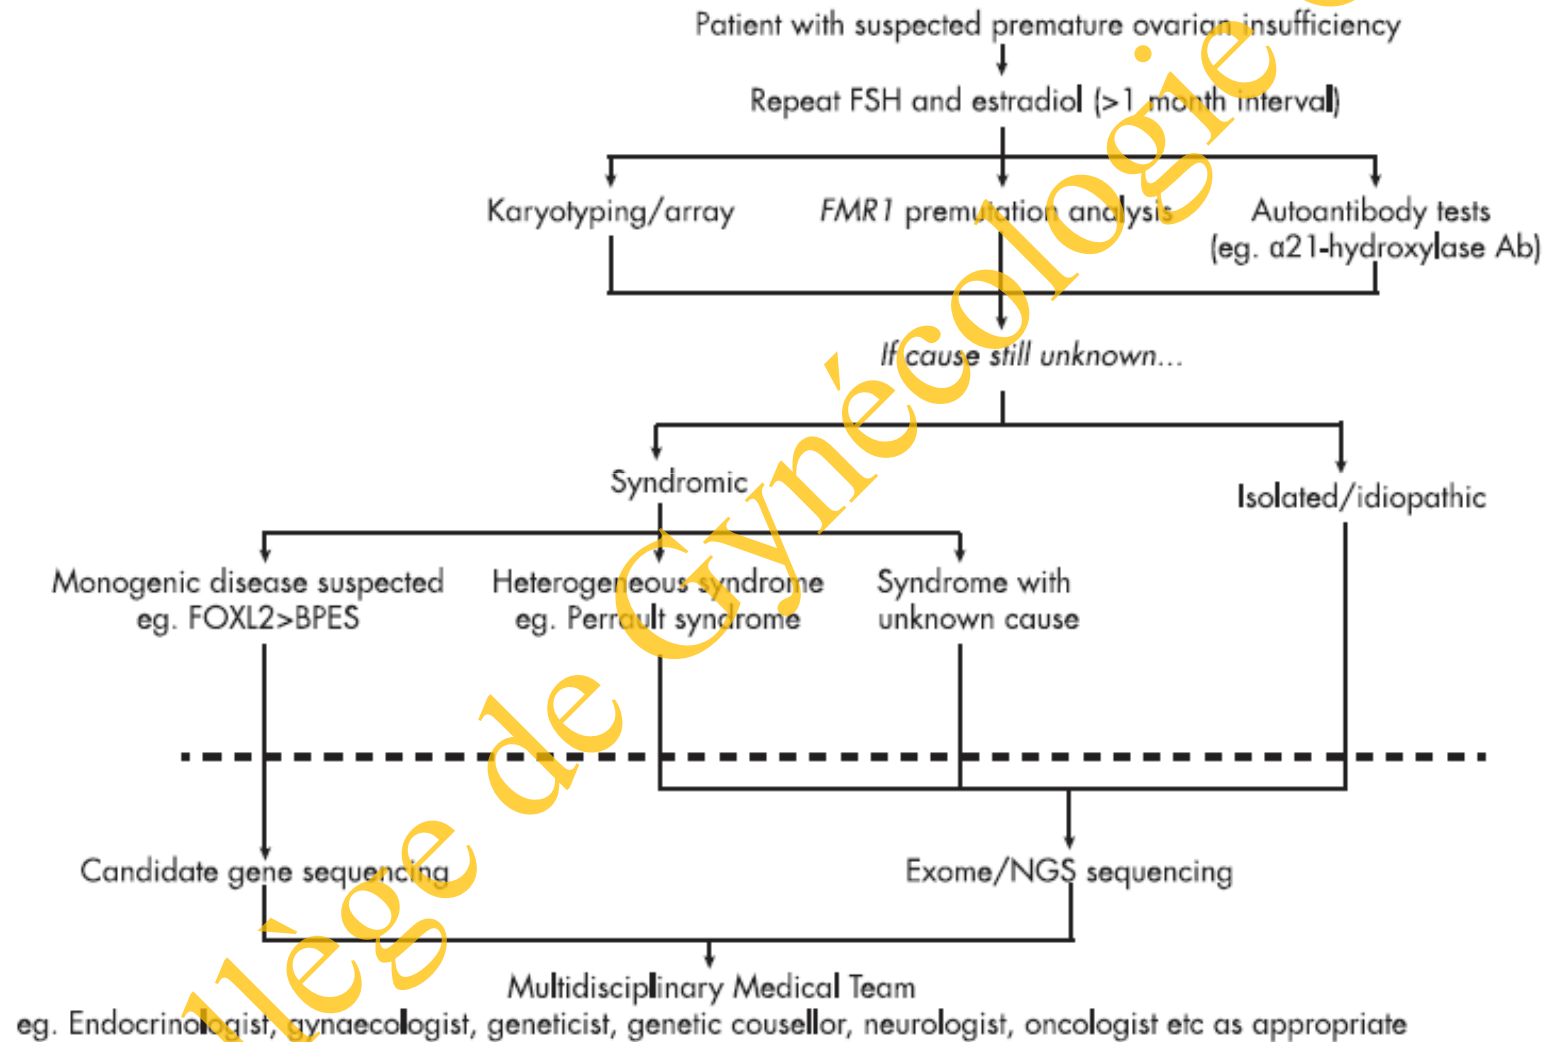 Patient with suspected premature ovarian insufficiency
Repeat FSH and estradiol (>1 month interval)
Karyotyping/array
FMR1 premutation analysis
Autoantibody tests
(eg. α21-hydroxylase Ab)
If cause still unknown...
Syndromic
Isolated/idiopathic
Monogenic disease suspected
eg. FOXL2>BPES
Heterogeneous syndrome
eg. Perrault syndrome
Syndrome with
unknown cause
Candidate gene sequencing
Exome/NGS sequencing
Multidisciplinary Medical Team
eg. Endocrinologist, gynaecologist, geneticist, genetic cousellor, neurologist, oncologist etc as appropriate
llège de Gynécologie